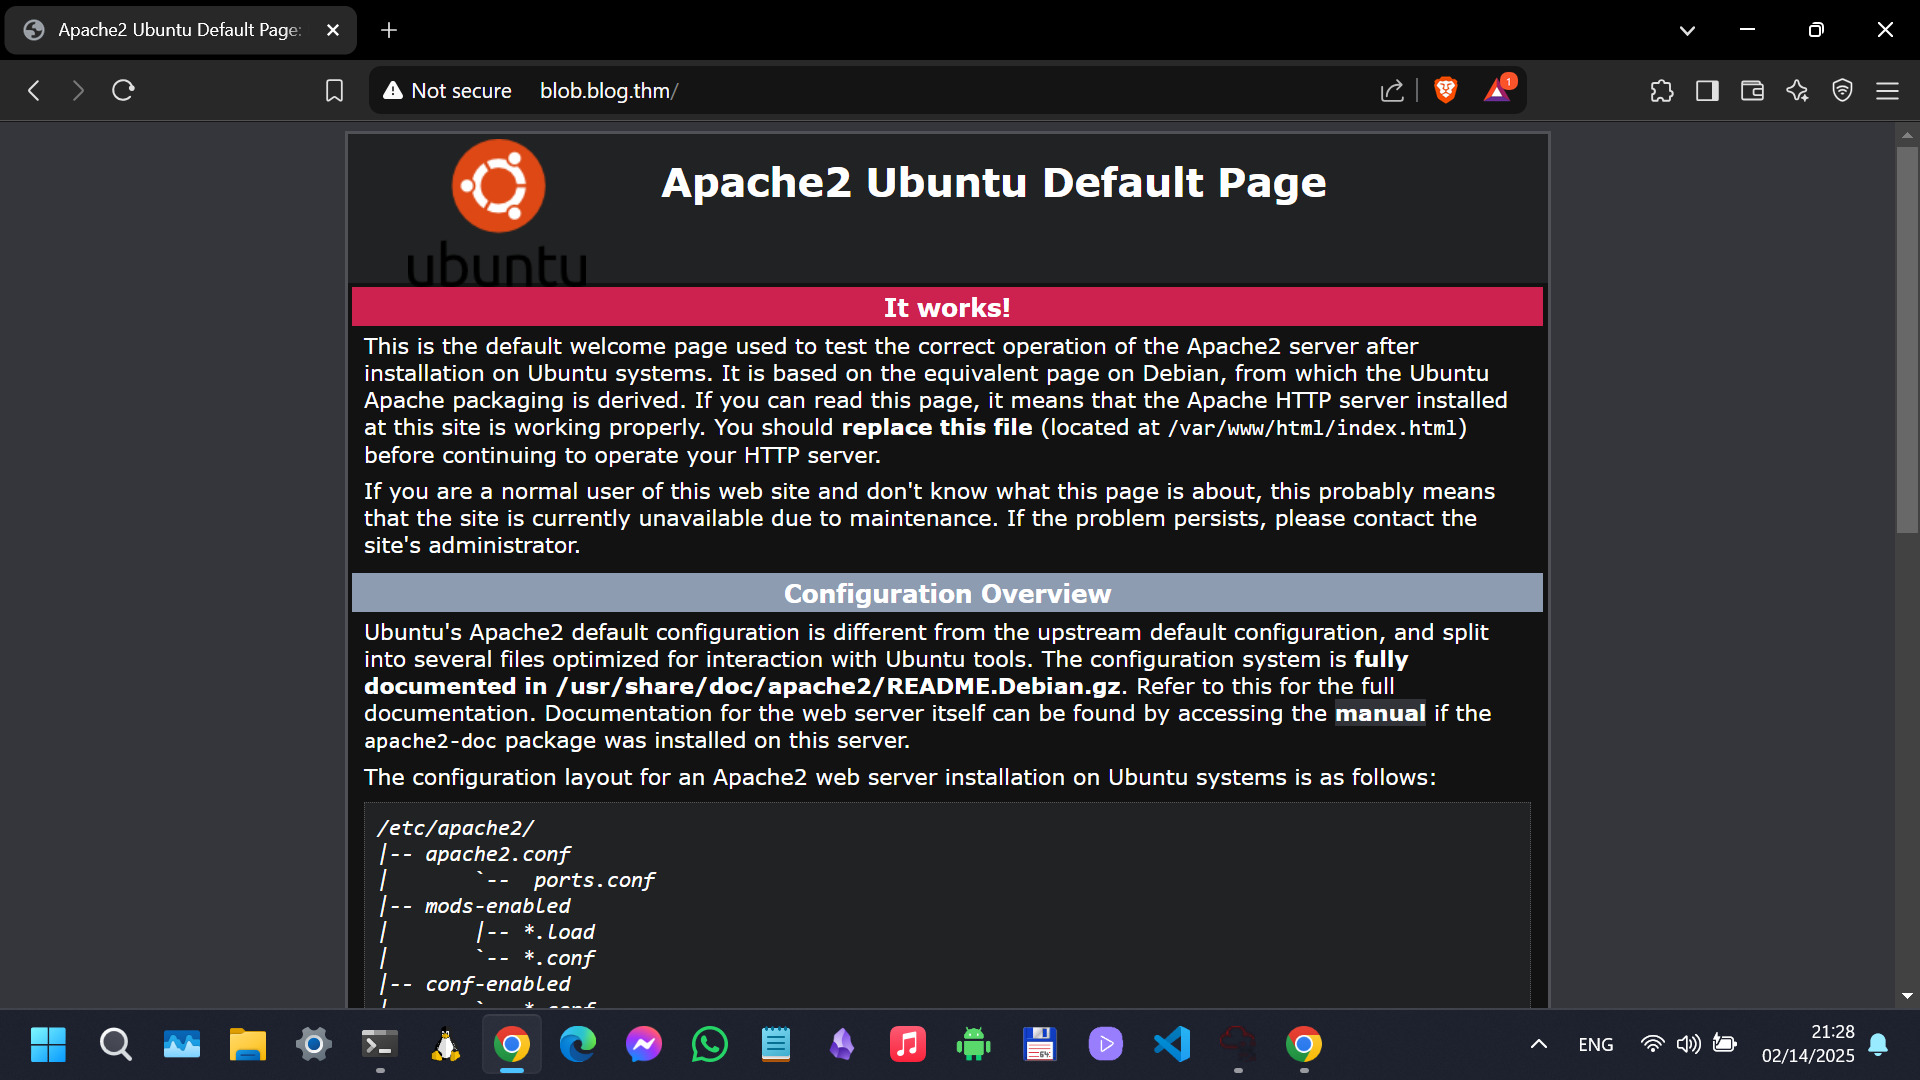 Apache2 Ubuntu Default Page:
Not secure
blob.blog.thm/
1
ubuntu
Apache2 Ubuntu Default Page
It works!
This is the default welcome page used to test the correct operation of the Apache2 server after
installation on Ubuntu systems. It is based on the equivalent page on Debian, from which the Ubuntu
Apache packaging is derived. If you can read this page, it means that the Apache HTTP server installed
at this site is working properly. You should replace this file (located at /var/www/html/index.html)
before continuing to operate your HTTP server.
If you are a normal user of this web site and don't know what this page is about, this probably means
that the site is currently unavailable due to maintenance. If the problem persists, please contact the
site's administrator.
Configuration Overview
Ubuntu's Apache2 default configuration is different from the upstream default configuration, and split
into several files optimized for interaction with Ubuntu tools. The configuration system is fully
documented in /usr/share/doc/apache2/README.Debian.gz. Refer to this for the full
documentation. Documentation for the web server itself can be found by accessing the manual if the
apache2-doc package was installed on this server.
The configuration layout for an Apache2 web server installation on Ubuntu systems is as follows:
/etc/apache2/
|-- apache2.conf
|       `--  ports.conf
|-- mods-enabled
|       |-- *.load
|       `-- *.conf
|-- conf-enabled
|       `-- *.conf
64
ENG
21:28
02/14/2025